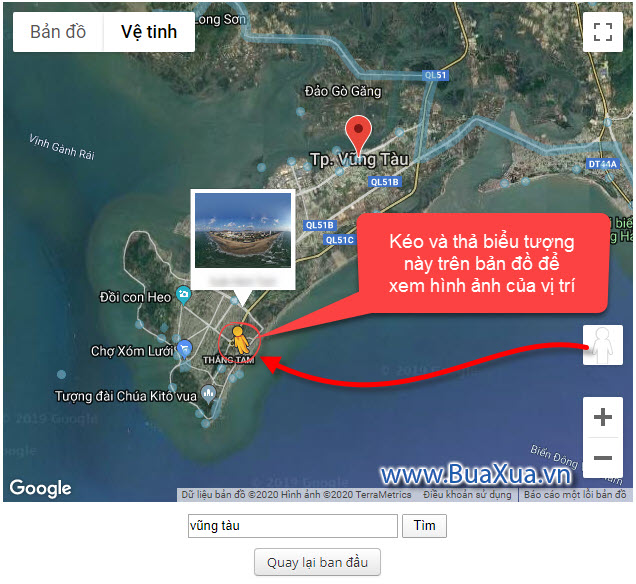 Long Sơn
Bản đồ
Vệ tinh
QL51
Đảo Gò Găng
Vịnh Gành Rái
Tp. Vũng Tàu
DT44A
QL51B
QL51B
QL51C
Kéo và thả biểu tượng
này trên bản đồ để
xem hình ảnh của vị trí
Đồi con Heo
Chợ Xóm Lưới
THẮNG TAM
Tượng đài Chúa Kitô vua
© 2019 Google
© 2019 Google
Biển Đông
www.BuaXua.vn
Google
Dữ liệu bản đồ ©2020 Hình ảnh ©2020 TerraMetrics
Điều khoản sử dụng
Báo cáo một lỗi bản đồ
vũng tàu
Tìm
Quay lại ban đầu